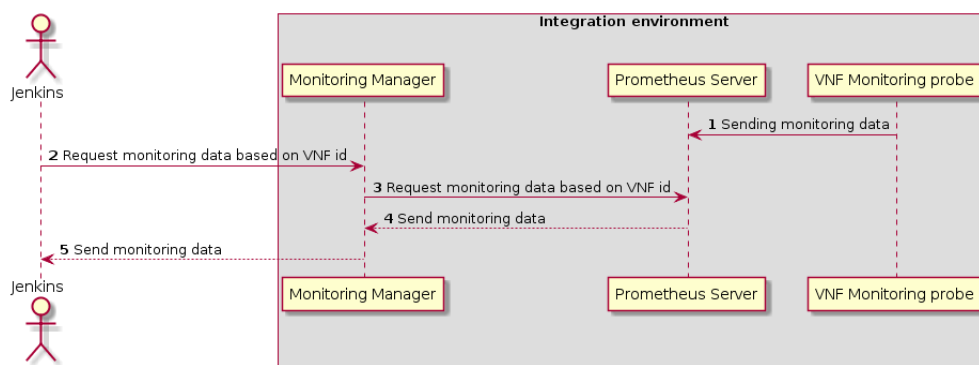 Integration environment
Jenkins
Monitoring Manager
Prometheus Server
VNF Monitoring probe
1 Sending monitoring data
2 Request monitoring data based on VNF id
3 Request monitoring data based on VNF id
4 Send monitoring data
5 Send monitoring data
Jenkins
Monitoring Manager
Prometheus Server
VNF Monitoring probe